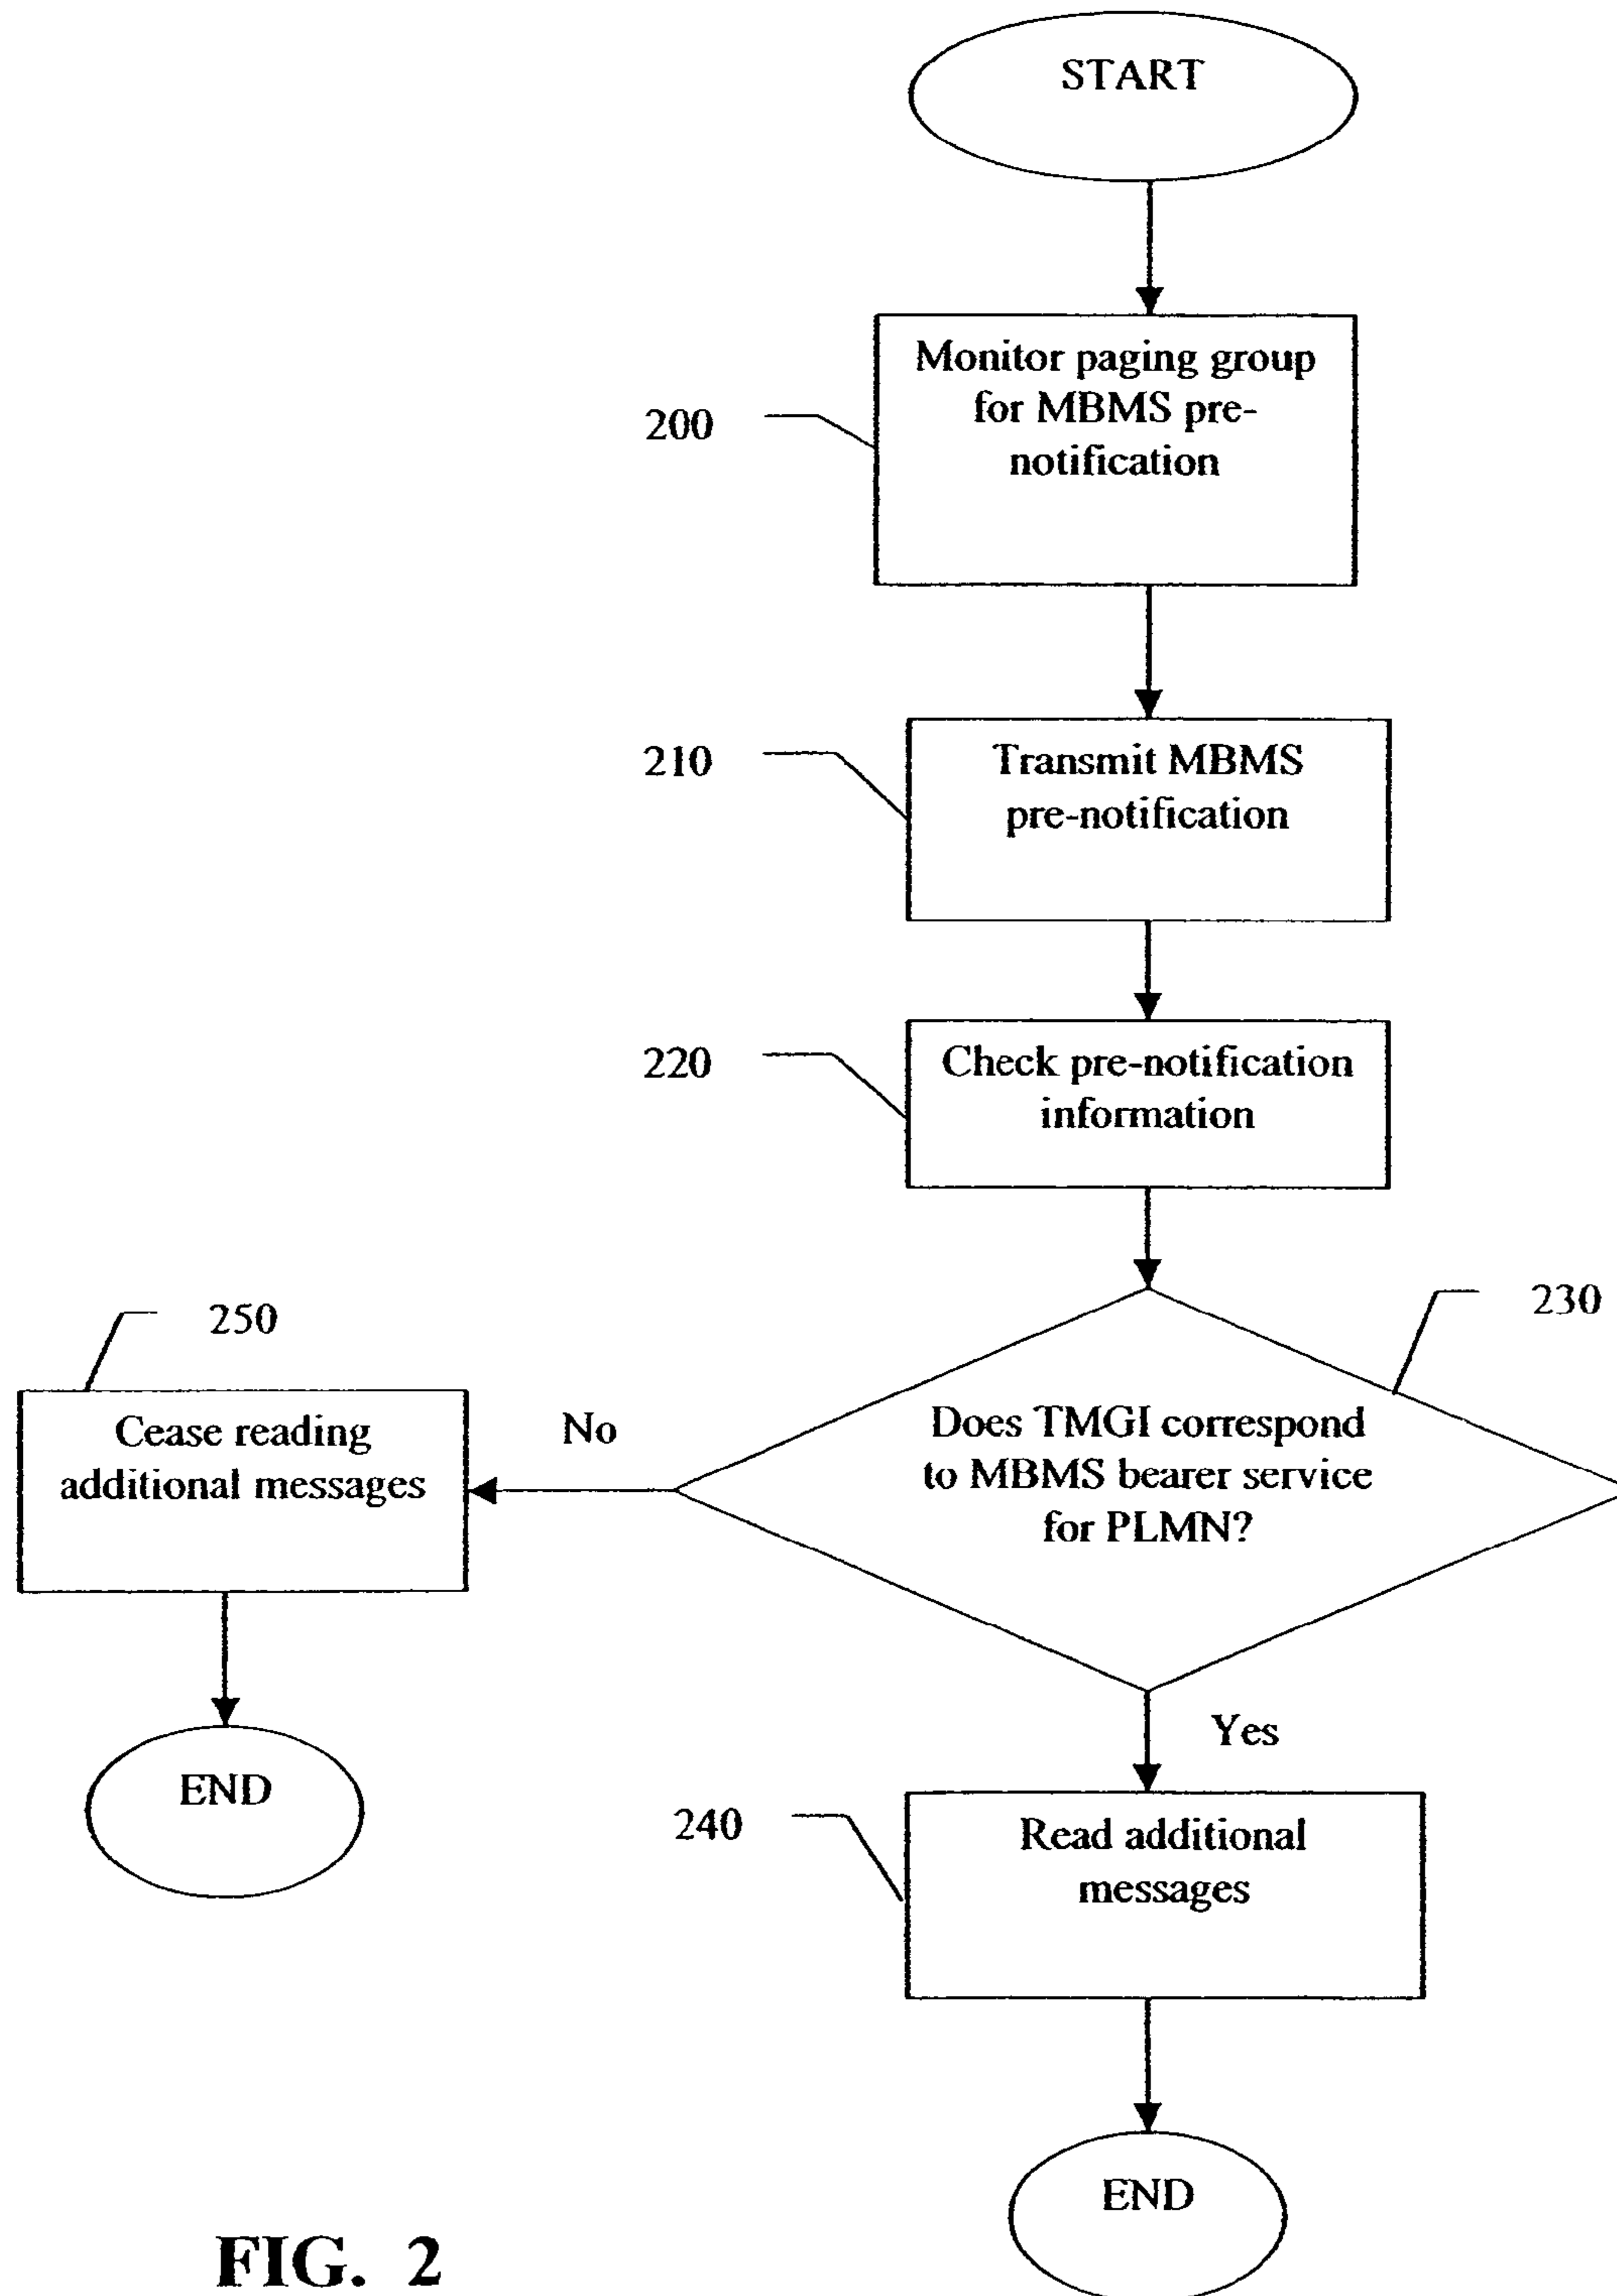 START
200
Monitor paging group
for MBMS pre-
notification
210
Transmit MBMS
pre-notification
220
Check pre-notification
information
230
Does TMGI correspond
to MBMS bearer service
for PLMN?
No
250
Cease reading
additional messages
END
Yes
240
Read additional
messages
END
FIG. 2